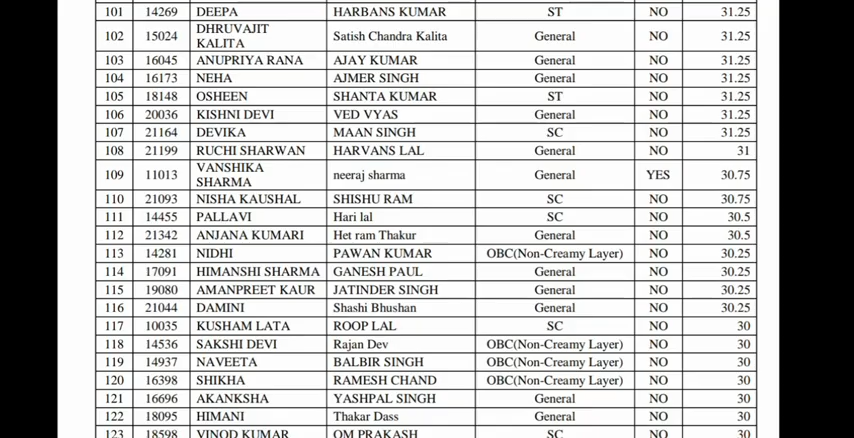 101 14269 DEEPA HARBANS KUMAR ST NO 31.25
102 15024 DHRUVAJIT KALITA Satish Chandra Kalita General NO 31.25
103 16045 ANUPRIYA RANA AJAY KUMAR General NO 31.25
104 16173 NEHA AJMER SINGH General NO 31.25
105 18148 OSHEEN SHANTA KUMAR ST NO 31.25
106 20036 KISHNI DEVI VED VYAS General NO 31.25
107 21164 DEVIKA MAAN SINGH SC NO 31.25
108 21199 RUCHI SHARWAN HARVANS LAL General NO 31
109 11013 VANSHIKA SHARMA neeraj sharma General YES 30.75
110 21093 NISHA KAUSHAL SHISHU RAM SC NO 30.75
111 14455 PALLAVI Hari lal SC NO 30.5
112 21342 ANJANA KUMARI Het ram Thakur General NO 30.5
113 14281 NIDHI PAWAN KUMAR OBC(Non-Creamy Layer) NO 30.25
114 17091 HIMANSHI SHARMA GANESH PAUL General NO 30.25
115 19080 AMANPREET KAUR JATINDER SINGH General NO 30.25
116 21044 DAMINI Shashi Bhushan General NO 30.25
117 10035 KUSHAM LATA ROOP LAL SC NO 30
118 14536 SAKSHI DEVI Rajan Dev OBC(Non-Creamy Layer) NO 30
119 14937 NAVEETA BALBIR SINGH OBC(Non-Creamy Layer) NO 30
120 16398 SHIKHA RAMESH CHAND OBC(Non-Creamy Layer) NO 30
121 16696 AKANKSHA YASHPAL SINGH General NO 30
122 18095 HIMANI Thakar Dass General NO 30
123 18598 VINOD KUMAR OM PRAKASH SC NO 30